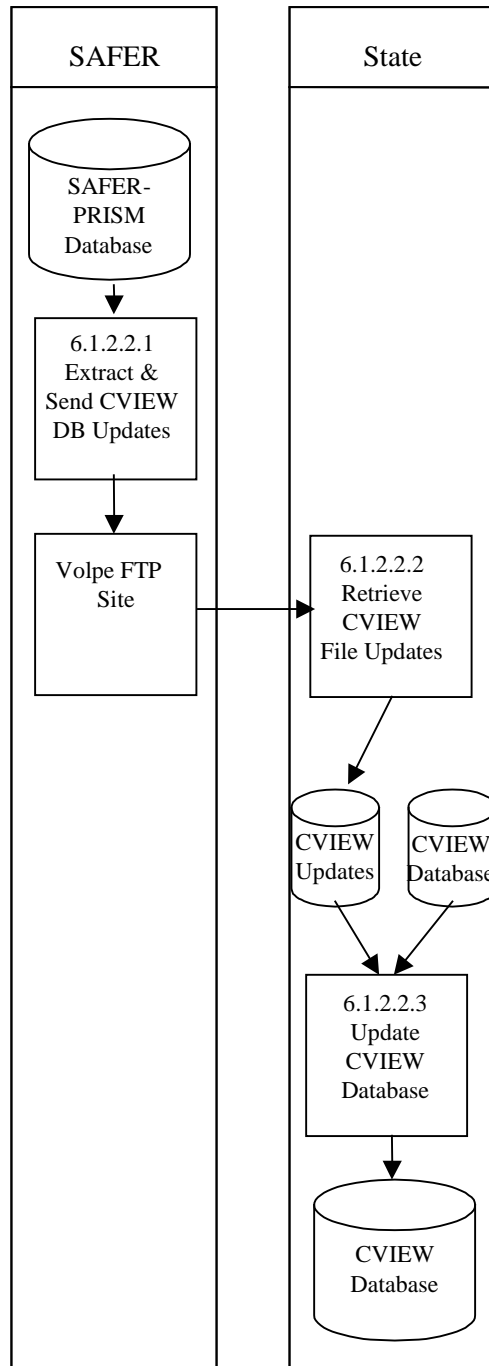 SAFER
State
SAFER-
PRISM
Database
6.1.2.2.1
Extract &
Send CVIEW
DB Updates
Volpe FTP
Site
6.1.2.2.2
Retrieve
CVIEW
File Updates
CVIEW
Updates
CVIEW
Database
6.1.2.2.3
Update
CVIEW
Database
CVIEW
Database